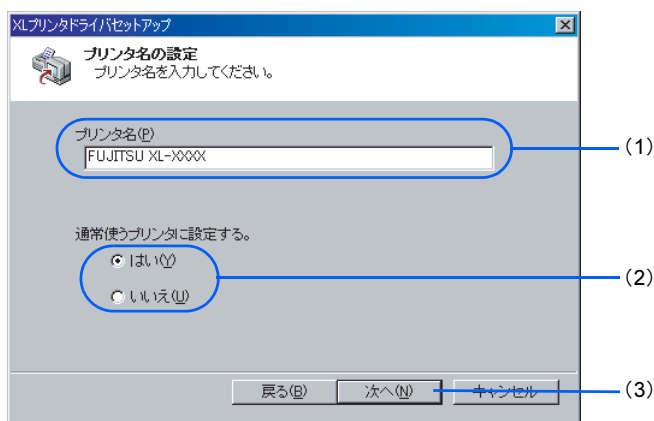 XLプリンタドライバセットアップ
プリンタ名の設定
プリンタ名を入力してください。
プリンタ名(P)
FUJITSU XL-XXXX
(1)
通常使うプリンタに設定する。
はい(Y)
いいえ(U)
(2)
戻る(B) 次へ(N) キャンセル
(3)